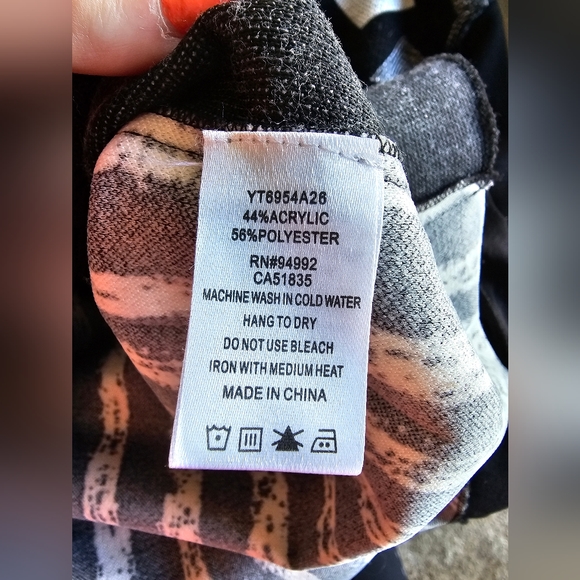 YT6954A26
44%ACRYLIC
56%POLYESTER
RN#94992
CA51835
MACHINE WASH IN COLD WATER
HANG TO DRY
DO NOT USE BLEACH
IRON WITH MEDIUM HEAT
MADE IN CHINA